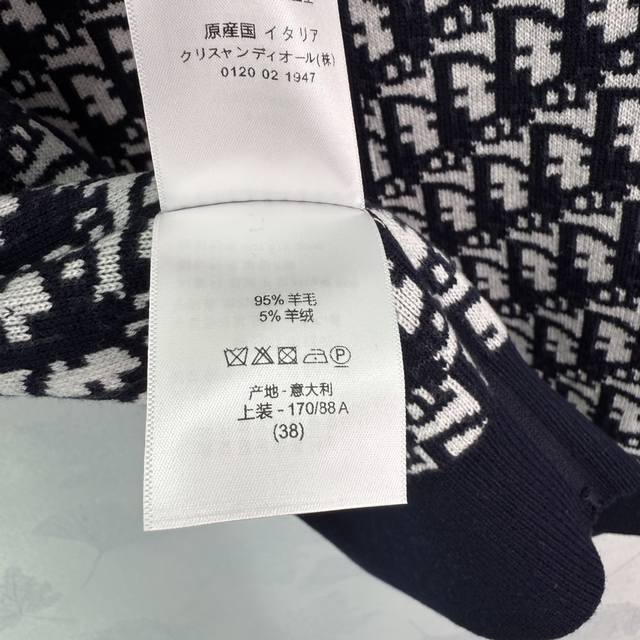 原産国 イタリア
クリスチャン ディオール(株)
0120 02 1947
95% 羊毛
5% 羊绒
产地 - 意大利
上装 - 170/88 A
(38)